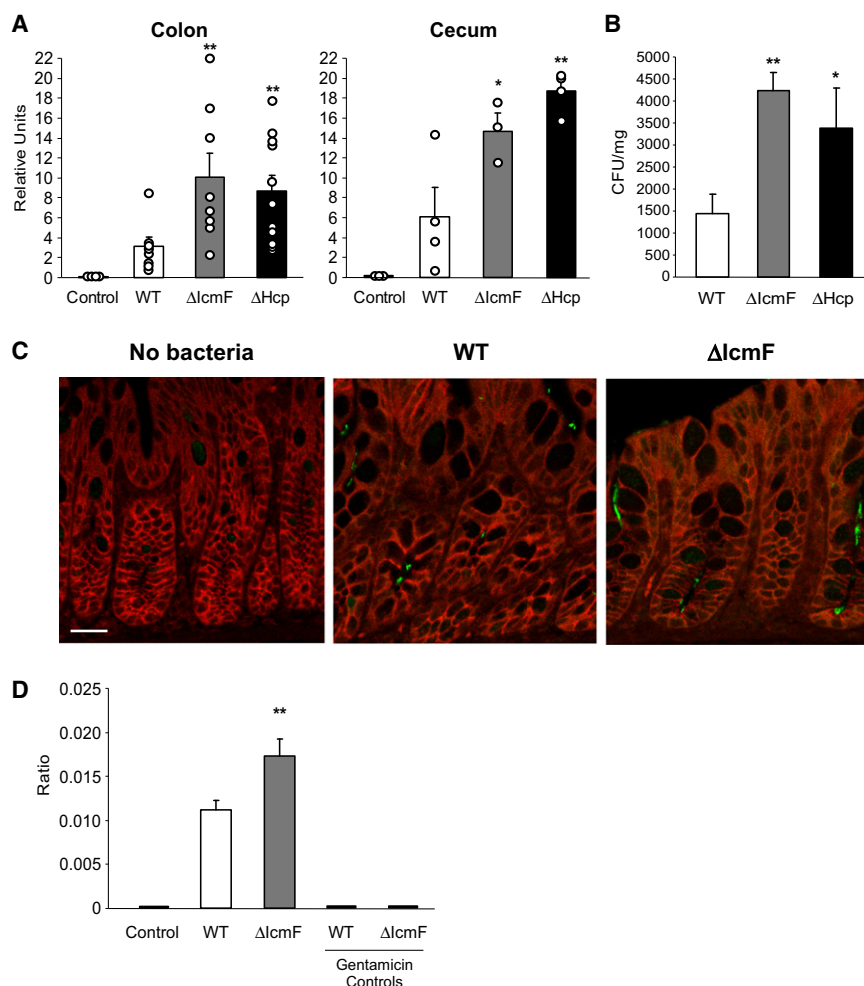 A
Colon
Cecum
Relative Units
22
20
18
16
14
12
10
8
6
4
2
0
**
**
Control WT ΔIcmF ΔHcp
22
20
18
16
14
12
10
8
6
4
2
0
*
**
Control WT ΔIcmF ΔHcp
B
CFU/mg
5000
4500
4000
3500
3000
2500
2000
1500
1000
500
0
**
*
WT ΔIcmF ΔHcp
C
No bacteria
WT
ΔIcmF
D
Ratio
0.025
0.020
0.015
0.010
0.005
0
**
Control WT ΔIcmF WT ΔIcmF
Gentamicin
Controls